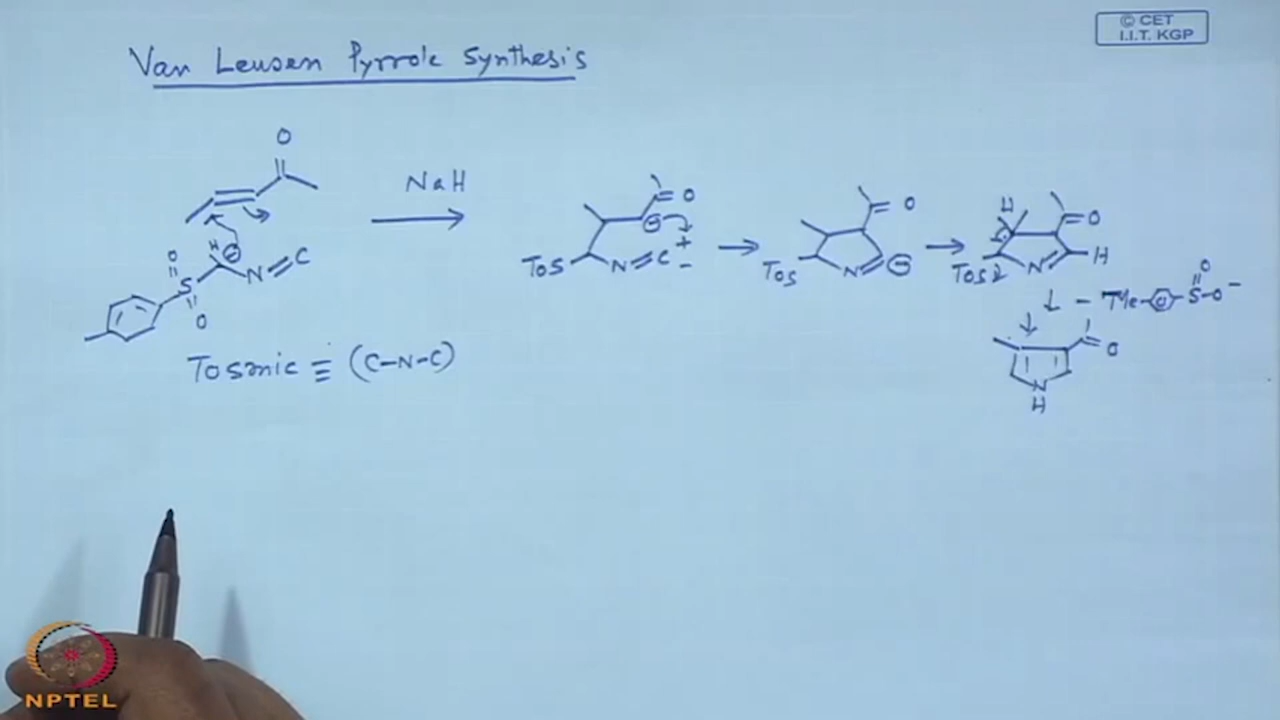 © CET
I.I.T. KGP
Van Leusen Pyrrole Synthesis
O
NaH
O
H
O
S
N
C
O
Tos
N
C
+
-
O
Tos
N
O
H
Tos
N
H
O
- Me
S
O
O -
O
N
H
Tosmic ≡ (C-N-C)
NPTEL